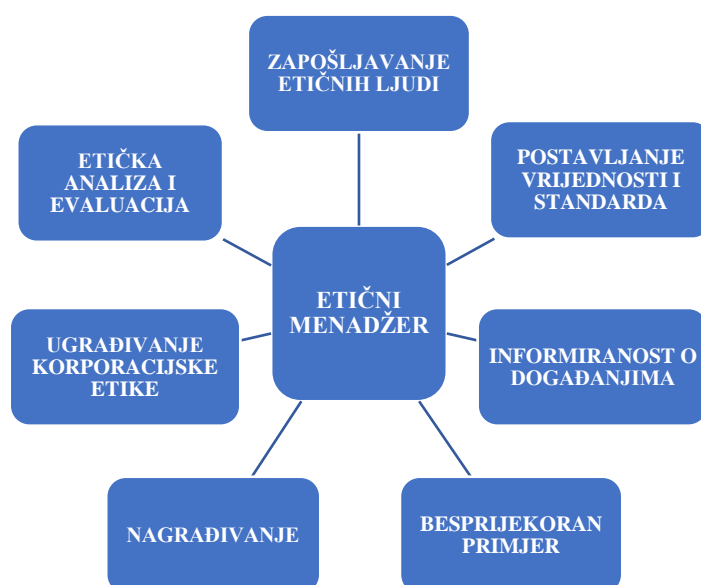 ZAPOŠLJAVANJE
ETIČNIH LJUDI
POSTAVLJANJE
VRIJEDNOSTI I
STANDARDA
INFORMIRANOST O
DOGAĐANJIMA
BESPRIJEKORAN
PRIMJER
NAGRAĐIVANJE
UGRAĐIVANJE
KORPORACIJSKE
ETIKE
ETIČKA
ANALIZA I
EVALUACIJA
ETIČNI
MENADŽER